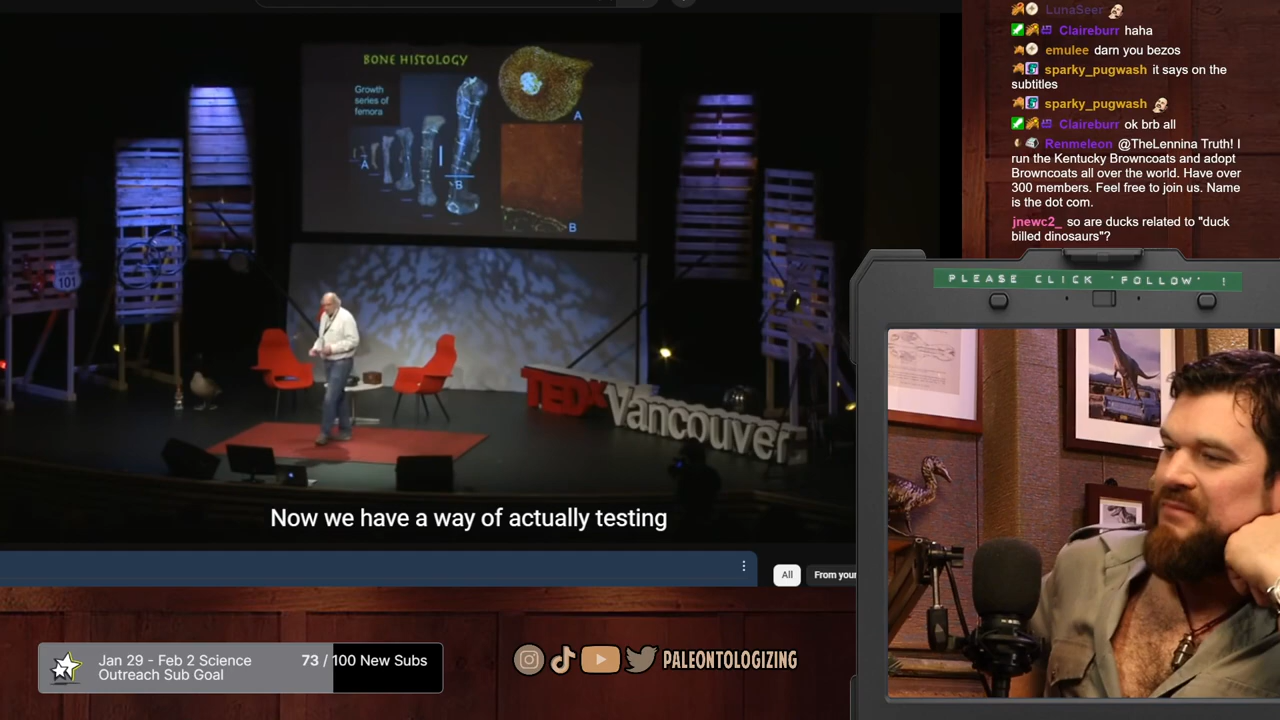 BONE HISTOLOGY
Growth
series of
femora
A
B
A
B
101
TEDx
Vancouver
Now we have a way of actually testing
All
From your
LunaSeer
Claireburr haha
emulee darn you bezos
sparky_pugwash it says on the
subtitles
sparky_pugwash
Claireburr ok brb all
Renmeleon @TheLennina Truth! I
run the Kentucky Browncoats and adopt
Browncoats all over the world. Have over
300 members. Feel free to join us. Name
is the dot com.
jnewc2_ so are ducks related to "duck
billed dinosaurs"?
PLEASE CLICK 'FOLLOW' !
Jan 29 - Feb 2 Science
Outreach Sub Goal
73 / 100 New Subs
PALEONTOLOGIZING